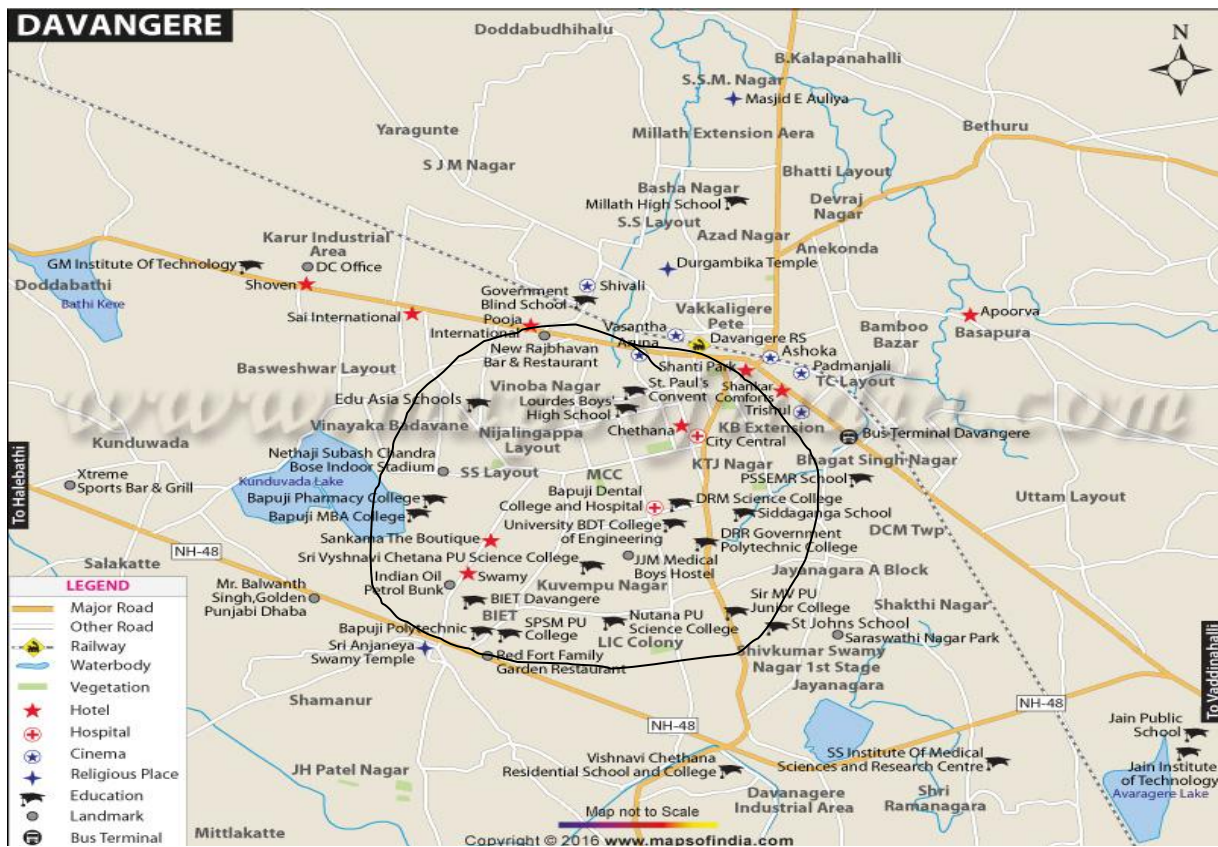 DAVANGERE
N
Doddabudhihalu
B.Kalapanahalli
S.S.M. Nagar
Masjid E Auliya
Yaragunte
Millath Extension Aera
Bethuru
S J M Nagar
Bhatti Layout
Basha Nagar
Millath High School
Devraj
Nagar
S.S Layout
Azad Nagar
Karur Industrial
Area
Anekonda
GM Institute Of Technology
DC Office
Durgambika Temple
Doddabathi
Bathi Kere
Shoven
Government
Blind School
Shivali
Sai International
Pooja
International
Vakkaligere
Pete
Apoorva
Basapura
Vasantha
Davangere RS
Bamboo
Bazar
Aruna
New Rajbhavan
Bar & Restaurant
Ashoka
Basweshwar Layout
Shanti Park
Padmanjali
TC Layout
Vinoba Nagar
St. Paul's
Convent
Shankar
Comforts
Edu Asia Schools
Lourdes Boys'
High School
Trishul
Vinayaka Badavane
Chethana
KB Extension
Kunduwada
Nijalingappa
Layout
City Central
Bus Terminal Davangere
Nethaji Subash Chandra
Bose Indoor Stadium
SS Layout
MCC
KTJ Nagar
Bhagat Singh Nagar
Xtreme
Sports Bar & Grill
Kunduvada Lake
PSSEMR School
To Halebathi
Bapuji Pharmacy College
Bapuji Dental
College and Hospital
DRM Science College
Uttam Layout
Bapuji MBA College
Siddaganga School
University BDT College
of Engineering
DCM Twp
Sankama The Boutique
DRR Government
Polytechnic College
NH-48
Sri Vyshnavi Chetana PU Science College
JJM Medical
Boys Hostel
Salakatte
Jayanagara A Block
Indian Oil
Petrol Bunk
Swamy
Kuvempu Nagar
Mr. Balwanth
Singh,Golden
Punjabi Dhaba
BIET Davangere
Sir MV PU
Junior College
Shakthi Nagar
BIET
SPSM PU
College
Nutana PU
Science College
St Johns School
Bapuji Polytechnic
LIC Colony
Saraswathi Nagar Park
Sri Anjaneya
Swamy Temple
Red Fort Family
Garden Restaurant
Shivkumar Swamy
Nagar 1st Stage
To Vaddinahalli
Shamanur
Jayanagara
NH-48
NH-48
Jain Public
School
Vishnavi Chethana
Residential School and College
SS Institute Of Medical
Sciences and Research Centre
Jain Institute
of Technology
Avaragere Lake
JH Patel Nagar
Davanagere
Industrial Area
Shri
Ramanagara
Mittlakatte
LEGEND
Major Road
Other Road
Railway
Waterbody
Vegetation
Hotel
Hospital
Cinema
Religious Place
Education
Landmark
Bus Terminal
Map not to Scale
Copyright © 2016 www.mapsofindia.com